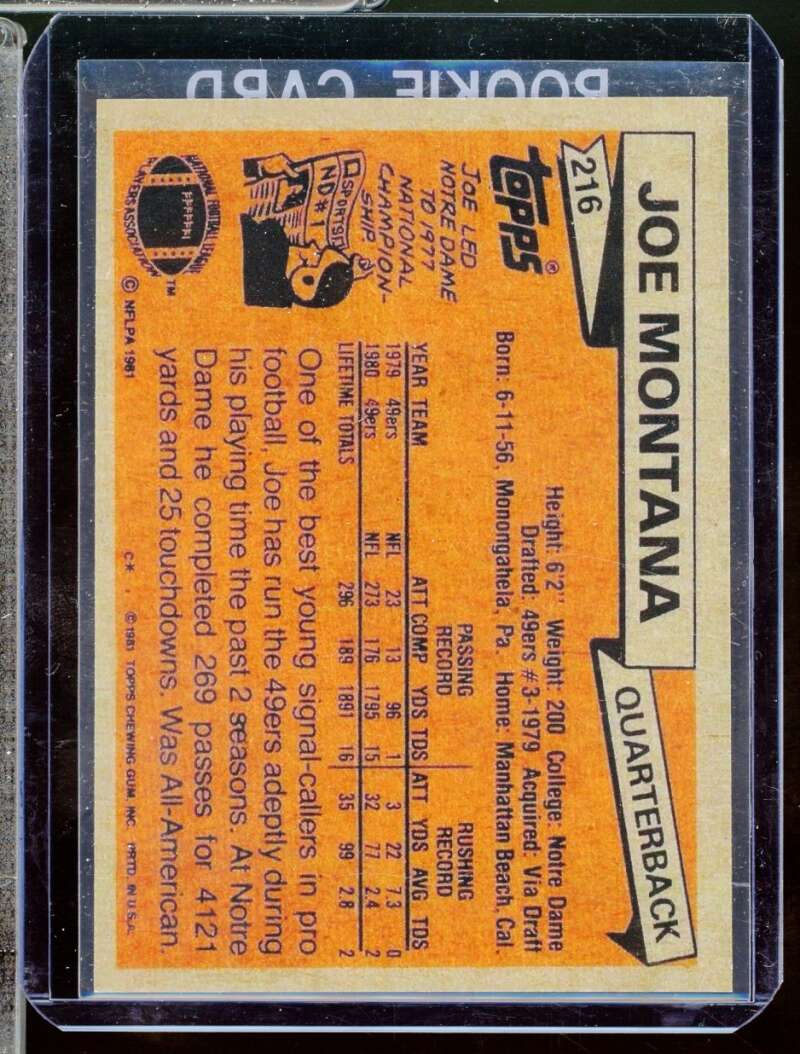 ROOKIE CARD
JOE MONTANA
QUARTERBACK
216
topps®
Height: 6'2" Weight: 200 College: Notre Dame
Drafted: 49ers #3-1979 Acquired: Via Draft
Born: 6-11-56, Monongahela, Pa. Home: Manhattan Beach, Cal.
JOE LED
NOTRE DAME
TO 1977
NATIONAL
CHAMPION-
SHIP
SPORTSIE
ND #1
PASSING RECORD RUSHING RECORD
YEAR TEAM ATT COMP YDS TDS ATT YDS AVG TDS
1979 49ers NFL 23 13 96 1 3 22 7.3 0
1980 49ers NFL 273 176 1795 15 32 77 2.4 2
LIFETIME TOTALS 296 189 1891 16 35 99 2.8 2
One of the best young signal-callers in pro
football, Joe has run the 49ers adeptly during
his playing time the past 2 seasons. At Notre
Dame he completed 269 passes for 4121
yards and 25 touchdowns. Was All-American.
NATIONAL FOOTBALL LEAGUE
PLAYERS ASSOCIATION
TM
© NFLPA 1981
C* © 1981 TOPPS CHEWING GUM, INC. PRTD. IN U.S.A.